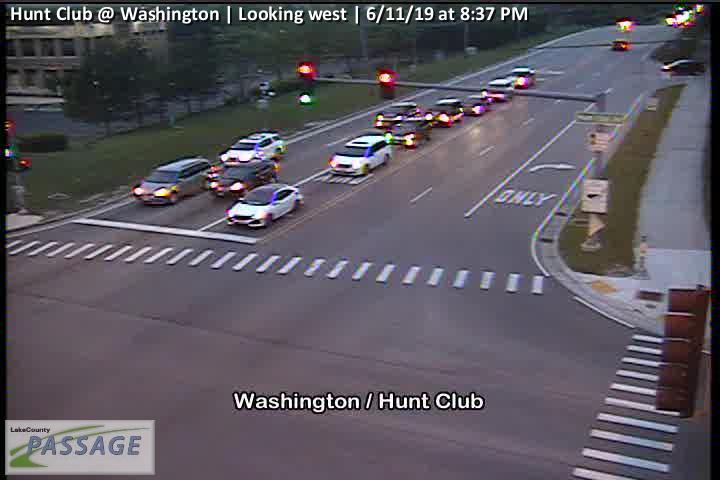 Hunt Club @ Washington | Looking west | 6/11/19 at 8:37 PM
ONLY
Washington / Hunt Club
LakeCounty
PASSAGE